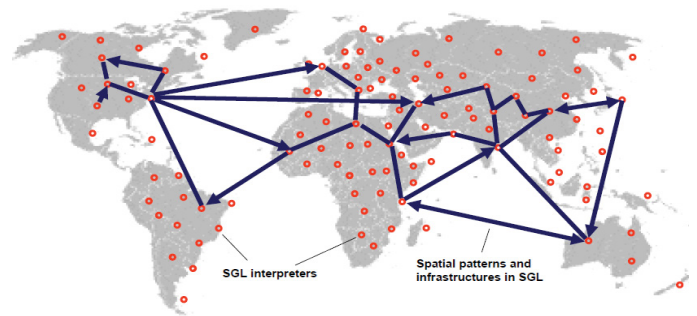 SGL interpreters
Spatial patterns and
infrastructures in SGL